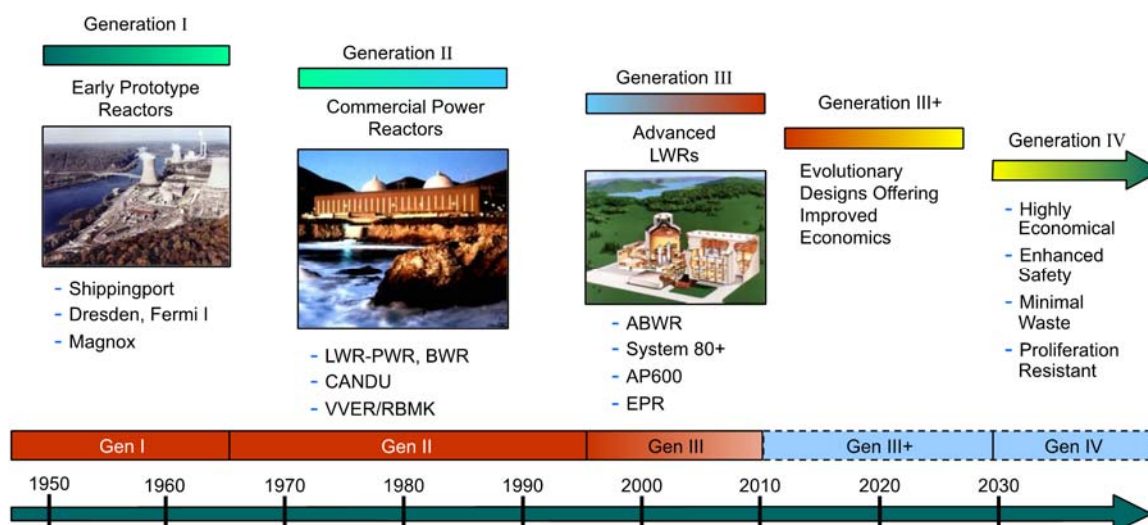 Generation I
Early Prototype
Reactors
- Shippingport
- Dresden, Fermi I
- Magnox
Generation II
Commercial Power
Reactors
- LWR-PWR, BWR
- CANDU
- VVER/RBMK
Generation III
Advanced
LWRs
- ABWR
- System 80+
- AP600
- EPR
Generation III+
Evolutionary
Designs Offering
Improved
Economics
Generation IV
- Highly
Economical
- Enhanced
Safety
- Minimal
Waste
- Proliferation
Resistant
Gen I
Gen II
Gen III
Gen III+
Gen IV
1950
1960
1970
1980
1990
2000
2010
2020
2030